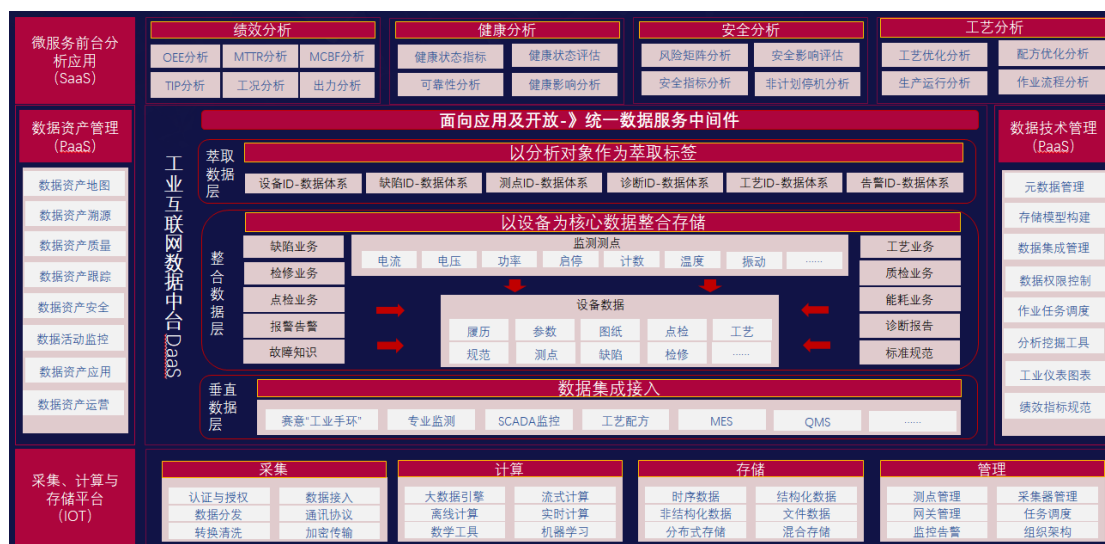 微服务前台分
析应用
（SaaS）
绩效分析
OEE分析 MTTR分析 MCBF分析
TIP分析 工况分析 出力分析
健康分析
健康状态指标 健康状态评估
可靠性分析 健康影响分析
安全分析
风险矩阵分析 安全影响评估
安全指标分析 非计划停机分析
工艺分析
工艺优化分析 配方优化分析
生产运行分析 作业流程分析
数据资产管理
（PaaS）
数据资产地图
数据资产溯源
数据资产质量
数据资产跟踪
数据资产安全
数据活动监控
数据资产应用
数据资产运营
工业互联网数据中台DaaS
面向应用及开放-》统一数据服务中间件
萃取
数据
层
以分析对象作为萃取标签
设备ID-数据体系 缺陷ID-数据体系 测点ID-数据体系 诊断ID-数据体系 工艺ID-数据体系 告警ID-数据体系
整合数据层
以设备为核心数据整合存储
缺陷业务
检修业务
点检业务
报警告警
故障知识
监测测点
电流 电压 功率 启停 计数 温度 振动 ......
设备数据
履历 参数 图纸 点检 工艺
规范 测点 缺陷 检修 ......
工艺业务
质检业务
能耗业务
诊断报告
标准规范
垂直
数据
层
数据集成接入
赛意“工业手环” 专业监测 SCADA监控 工艺配方 MES QMS ......
数据技术管理
（PaaS）
元数据管理
存储模型构建
数据集成管理
数据权限控制
作业任务调度
分析挖掘工具
工业仪表图表
绩效指标规范
采集、计算与
存储平台
（IOT）
采集
认证与授权 数据接入
数据分发 通讯协议
转换清洗 加密传输
计算
大数据引擎 流式计算
离线计算 实时计算
数学工具 机器学习
存储
时序数据 结构化数据
非结构化数据 文件数据
分布式存储 混合存储
管理
测点管理 采集器管理
网关管理 任务调度
监控告警 组织架构